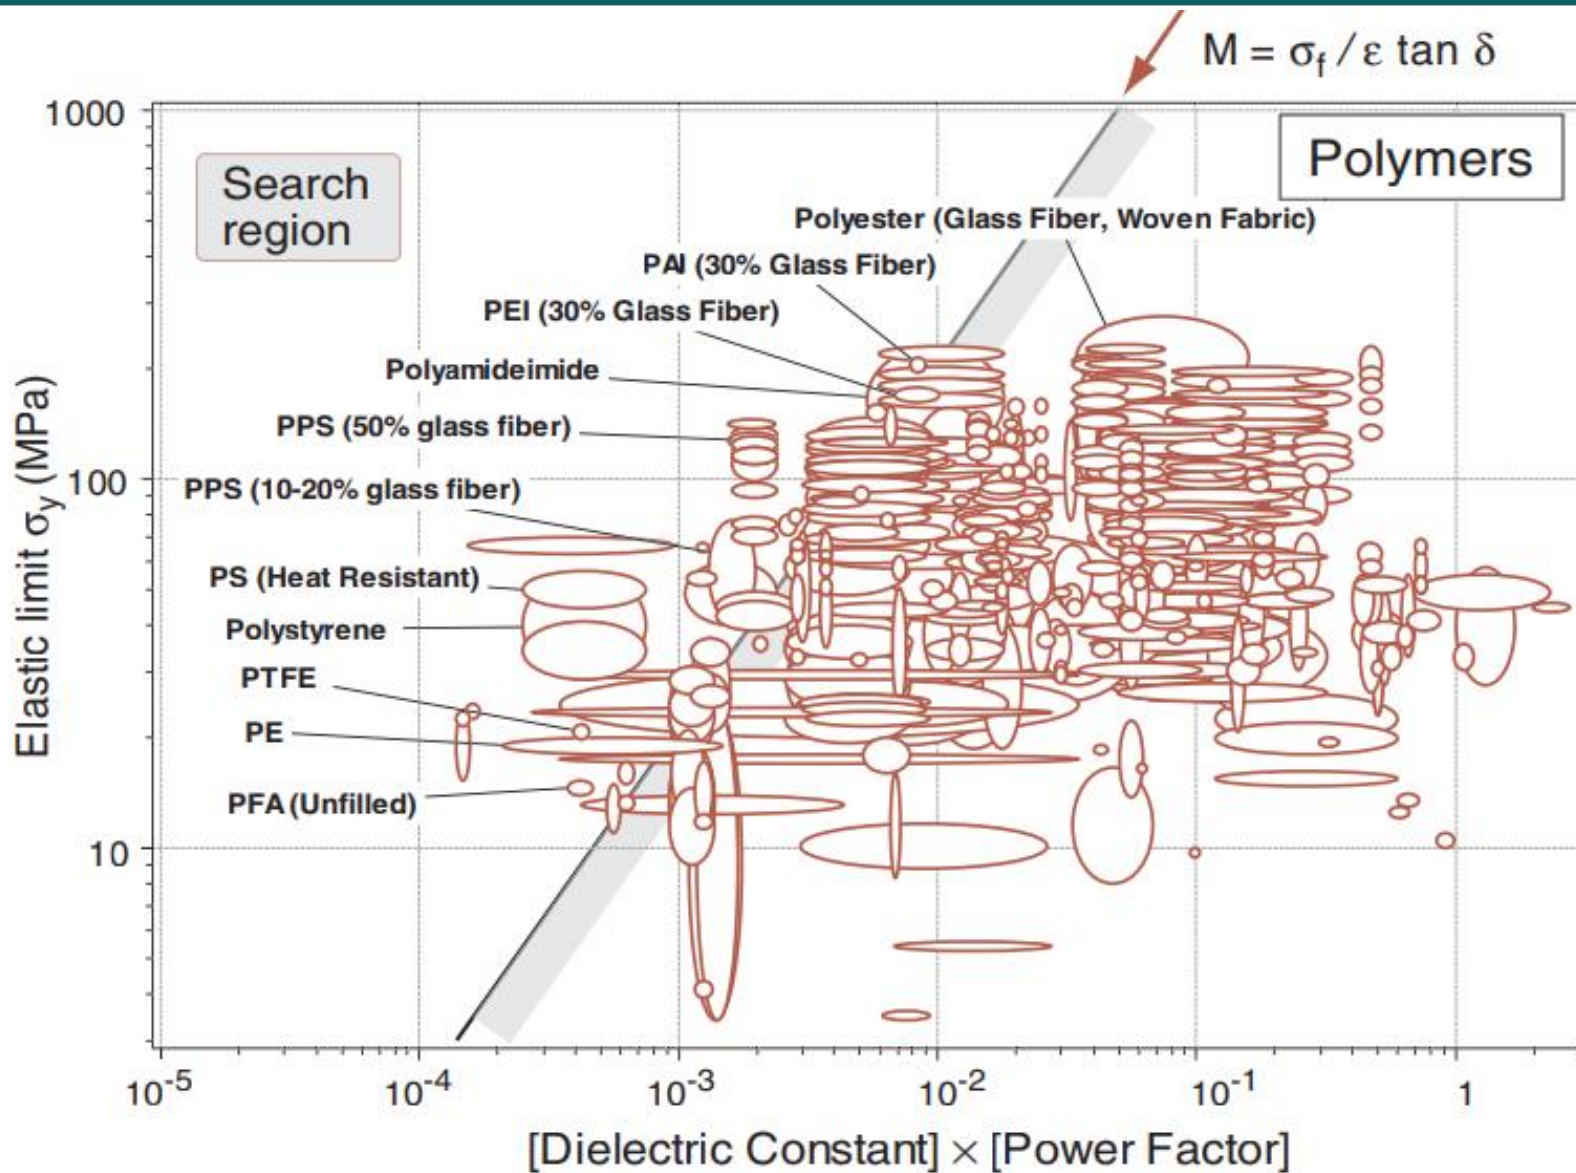 M = σf / ε tan δ
1000
Search
region
Polymers
Polyester (Glass Fiber, Woven Fabric)
PAI (30% Glass Fiber)
PEI (30% Glass Fiber)
Polyamideimide
PPS (50% glass fiber)
100
PPS (10-20% glass fiber)
PS (Heat Resistant)
Polystyrene
PTFE
PE
PFA (Unfilled)
10
Elastic limit σy (MPa)
10-5 10-4 10-3 10-2 10-1 1
[Dielectric Constant] × [Power Factor]